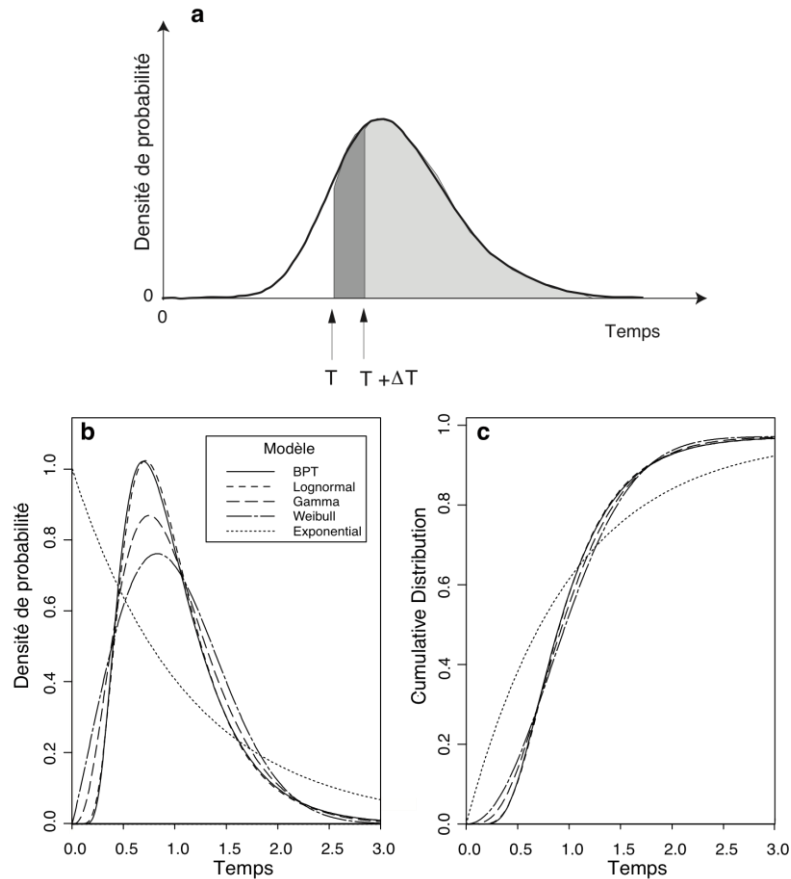 a
Densité de probabilité
0
0
Temps
T
T + ΔT
b
Modèle
BPT
Lognormal
Gamma
Weibull
Exponential
Densité de probabilité
0.0
0.2
0.4
0.6
0.8
1.0
0.0
0.5
1.0
1.5
2.0
2.5
3.0
Temps
c
Cumulative Distribution
0.0
0.2
0.4
0.6
0.8
1.0
0.0
0.5
1.0
1.5
2.0
2.5
3.0
Temps